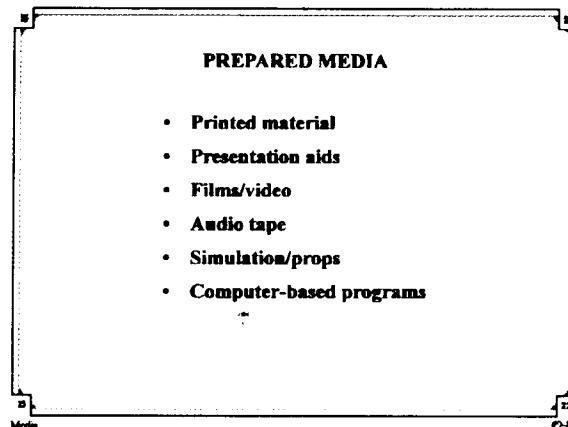 PREPARED MEDIA
• Printed material
• Presentation aids
• Films/video
• Audio tape
• Simulation/props
• Computer-based programs